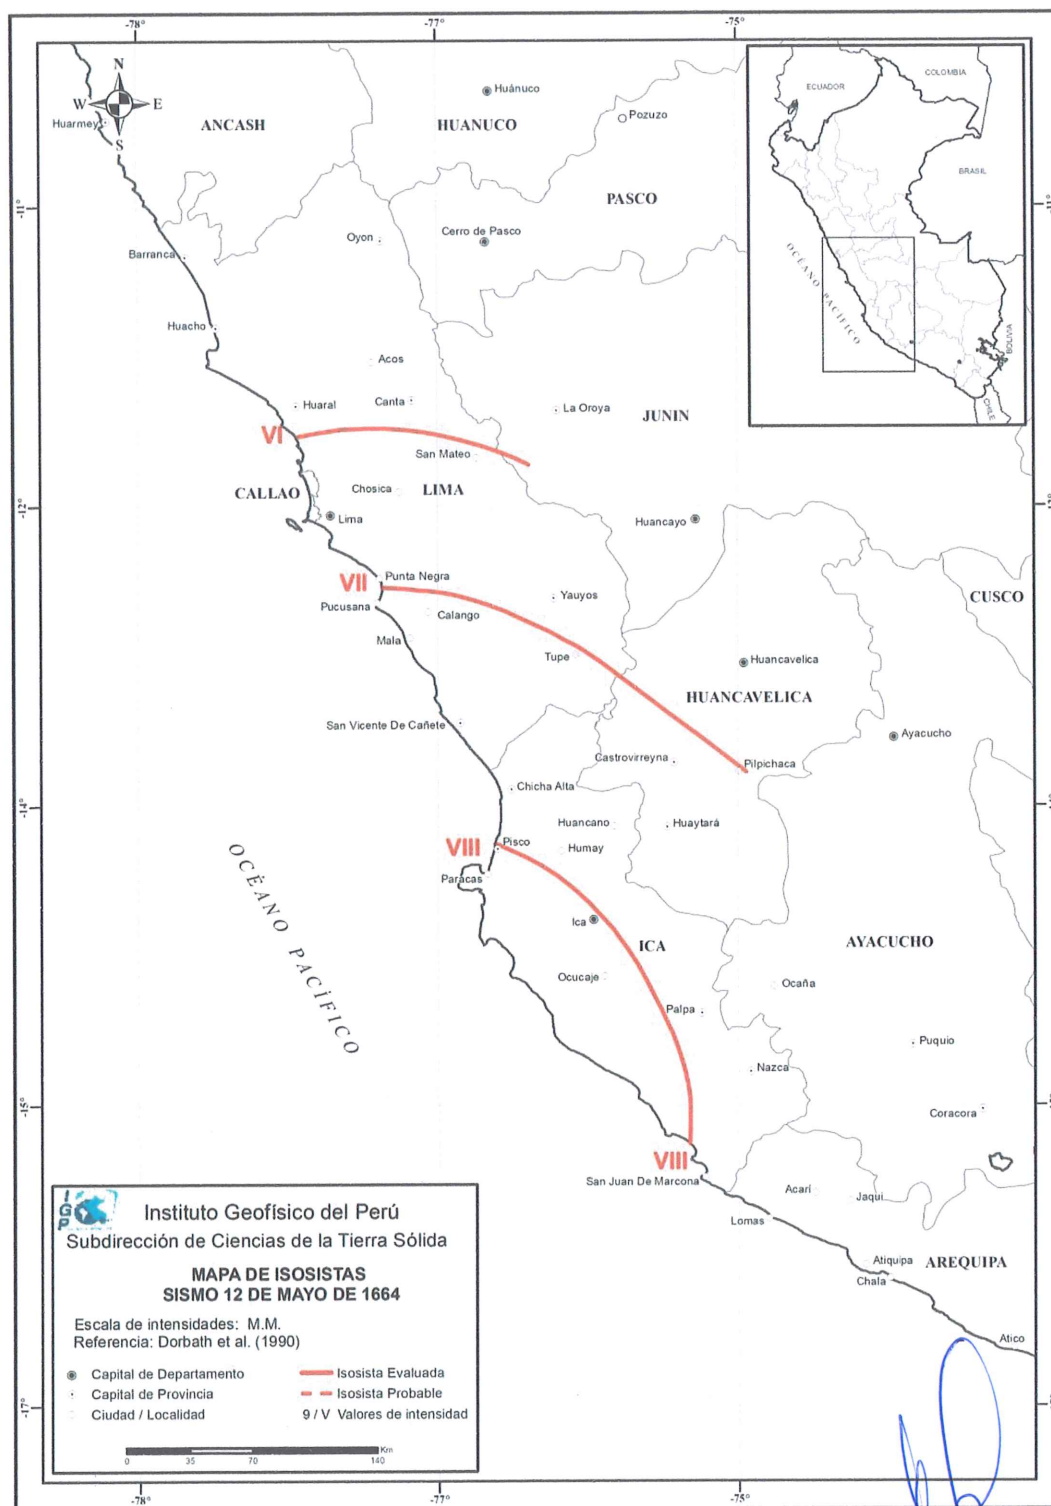 -78°
-77°
-75°
N
W
E
S
Huarmey
ANCASH
Huánuco
HUANUCO
Pozuzo
PASCO
COLOMBIA
ECUADOR
BRASIL
OCÉANO PACÍFICO
BOLIVIA
CHILE
-11°
Oyon
Cerro de Pasco
Barranca
Huacho
Acos
Huaral
Canta
La Oroya
JUNIN
VI
San Mateo
CALLAO
Chosica
LIMA
-12°
Lima
Huancayo
VII
Punta Negra
Pucusana
Calango
Yauyos
CUSCO
Mala
Tupe
Huancavelica
HUANCAVELICA
San Vicente De Cañete
Ayacucho
Castrovirreyna
Pilpichaca
Chicha Alta
-14°
Huancano
Huaytará
VIII
Pisco
Humay
Paracas
OCÉANO PACÍFICO
Ica
ICA
AYACUCHO
Ocucaje
Ocaña
Palpa
Puquio
Nazca
-15°
Coracora
VIII
San Juan De Marcona
Acarí
Jaqui
Lomas
Atiquipa
AREQUIPA
Chala
Atico
IGP
Instituto Geofísico del Perú
Subdirección de Ciencias de la Tierra Sólida
MAPA DE ISOSISTAS
SISMO 12 DE MAYO DE 1664
Escala de intensidades: M.M.
Referencia: Dorbath et al. (1990)
Capital de Departamento
Isosista Evaluada
Capital de Provincia
Isosista Probable
Ciudad / Localidad
9 / V Valores de intensidad
Km
0 35 70 140
-17°
-78°
-77°
-75°